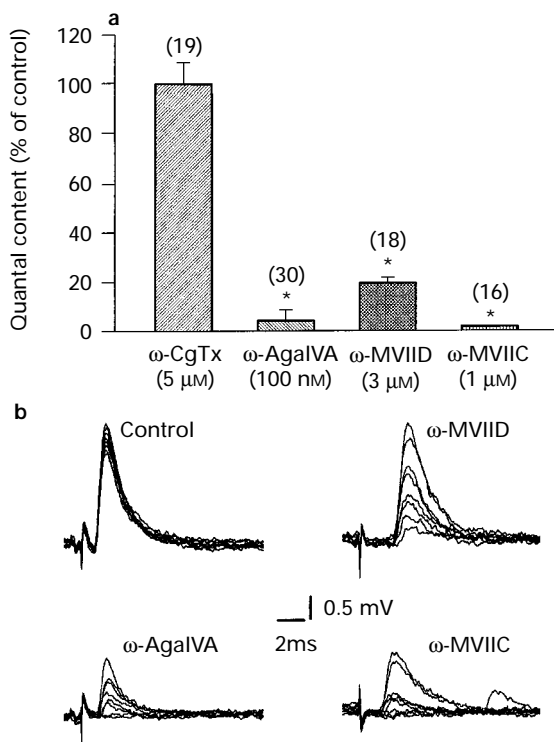 a
Quantal content (% of control)
120
100
80
60
40
20
0
(19)
(30)
*
(18)
*
(16)
*
ω-CgTx ω-AgaIVA ω-MVIID ω-MVIIC
(5 μM) (100 nM) (3 μM) (1 μM)
b
Control
ω-MVIID
0.5 mV
2ms
ω-AgaIVA
ω-MVIIC